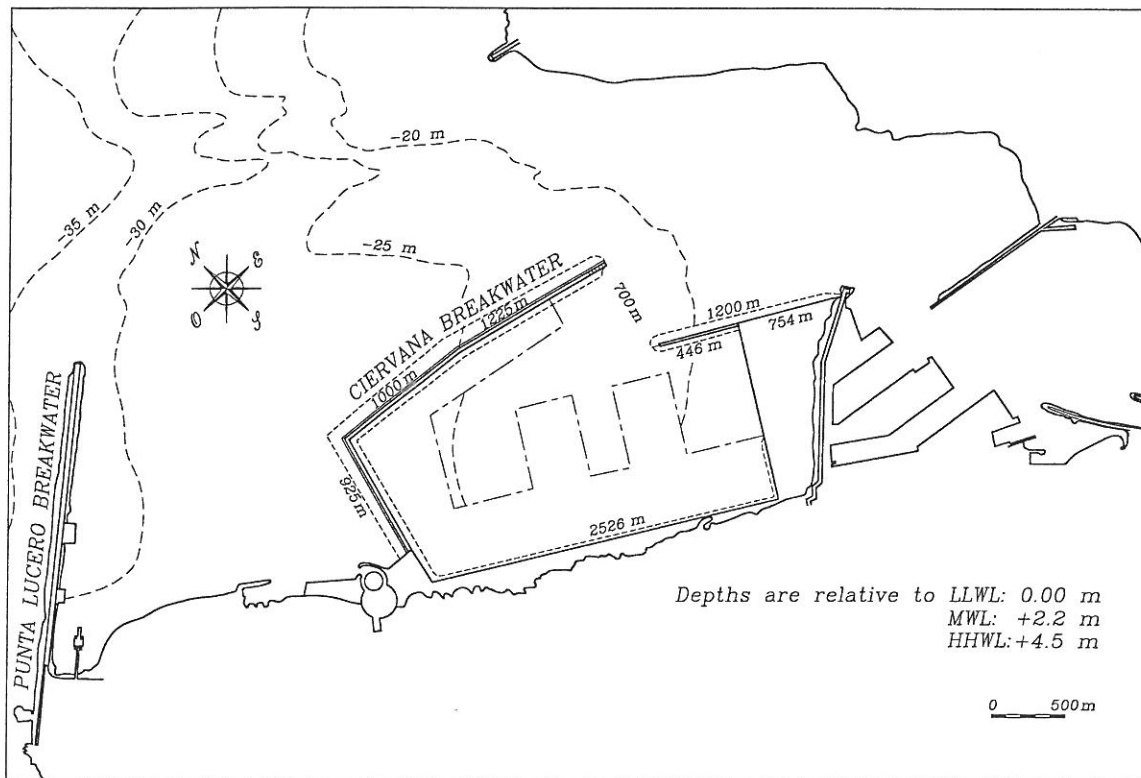 -20 m
-35 m
-30 m
-25 m
N
E
O
S
CIERVANA BREAKWATER
1225 m
1000 m
925 m
700 m
1200 m
446 m
754 m
2526 m
PUNTA LUCERO BREAKWATER
Depths are relative to LLWL: 0.00 m
MWL: +2.2 m
HHWL: +4.5 m
0 500 m